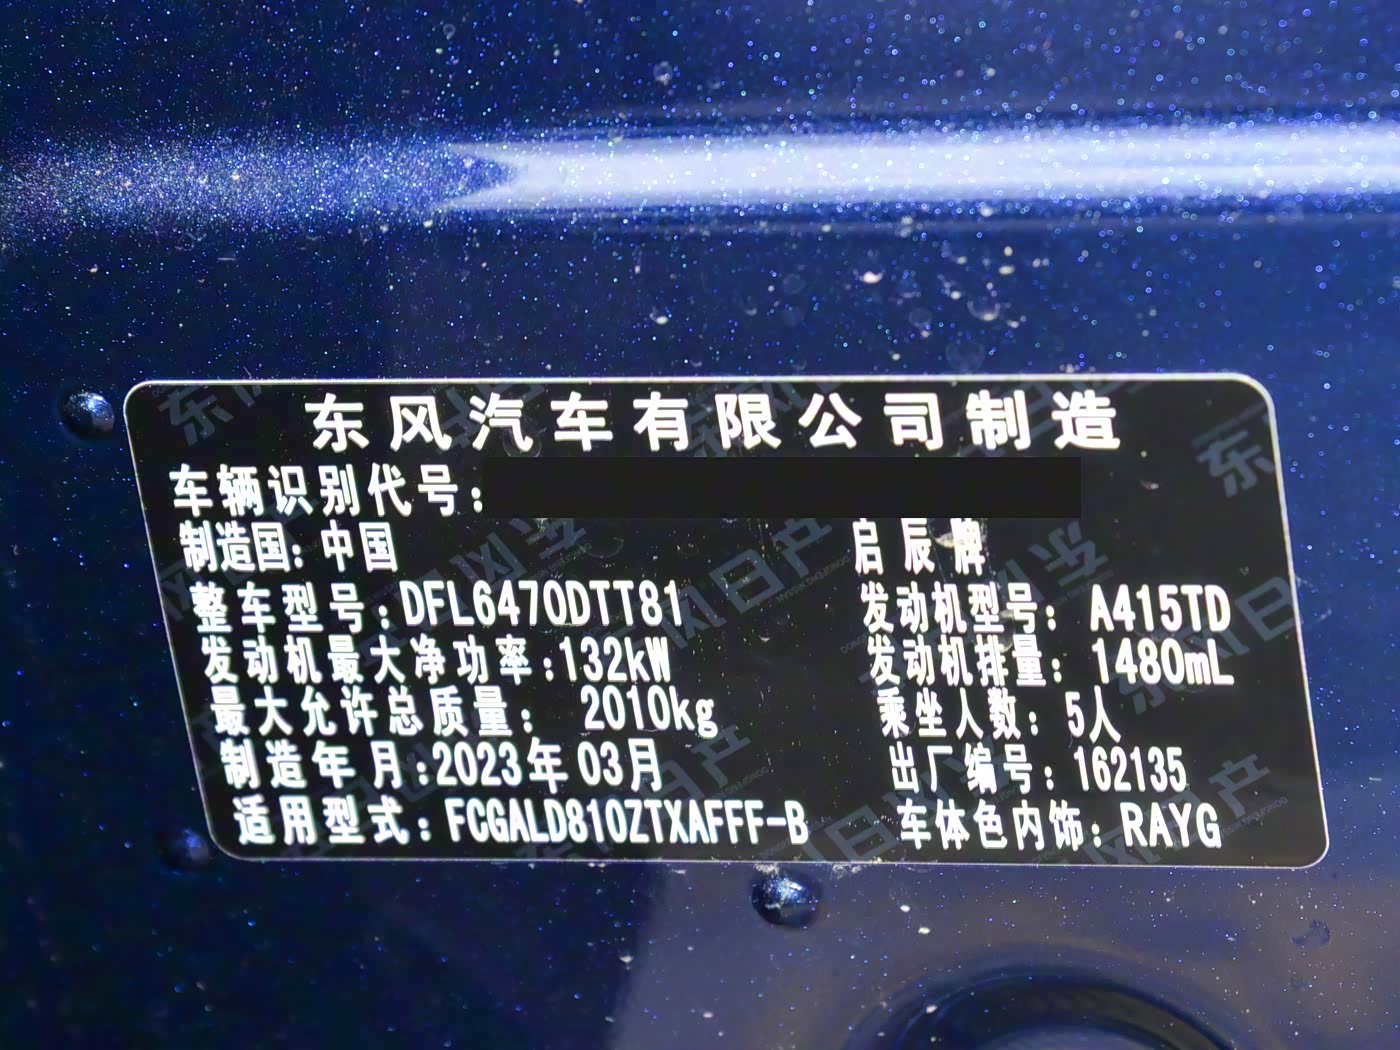 东风汽车有限公司制造
车辆识别代号:
制造国: 中国 启辰牌
整车型号:DFL6470DTT81 发动机型号: A415TD
发动机最大净功率:132kW 发动机排量: 1480mL
最大允许总质量: 2010kg 乘坐人数: 5人
制造年月:2023年03月 出厂编号: 162135
适用型式: FCGALD810ZTXAFFF-B 车体色内饰: RAYG